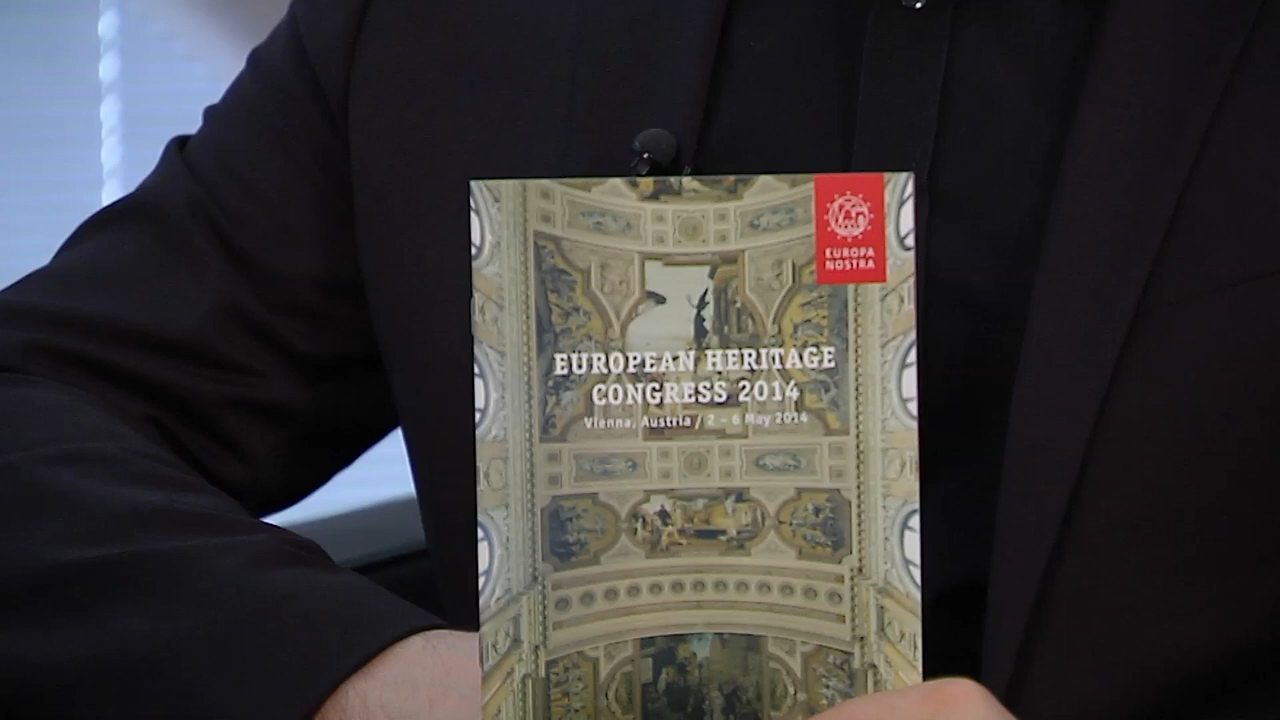 EUROPA
NOSTRA
EUROPEAN HERITAGE
CONGRESS 2014
Vienna, Austria / 2 - 6 May 2014